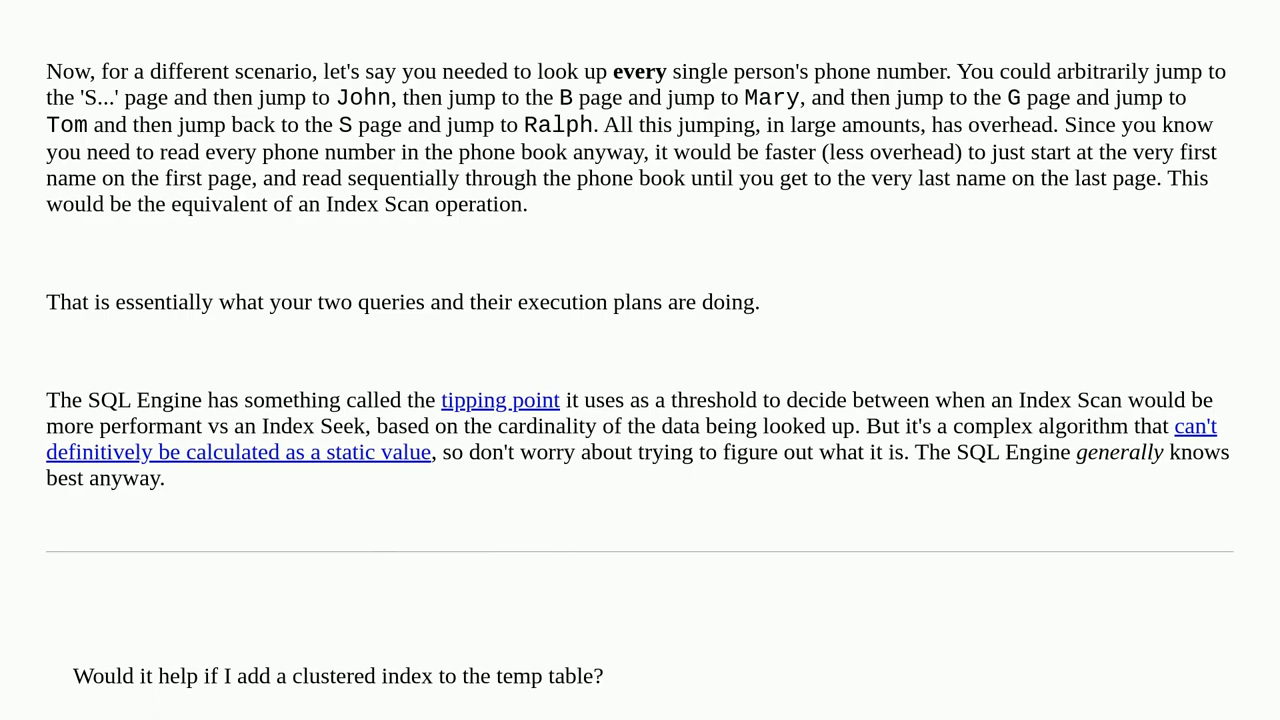 Now, for a different scenario, let's say you needed to look up every single person's phone number. You could arbitrarily jump to
the 'S...' page and then jump to John, then jump to the B page and jump to Mary, and then jump to the G page and jump to
Tom and then jump back to the S page and jump to Ralph. All this jumping, in large amounts, has overhead. Since you know
you need to read every phone number in the phone book anyway, it would be faster (less overhead) to just start at the very first
name on the first page, and read sequentially through the phone book until you get to the very last name on the last page. This
would be the equivalent of an Index Scan operation.
That is essentially what your two queries and their execution plans are doing.
The SQL Engine has something called the tipping point it uses as a threshold to decide between when an Index Scan would be
more performant vs an Index Seek, based on the cardinality of the data being looked up. But it's a complex algorithm that can't
definitively be calculated as a static value, so don't worry about trying to figure out what it is. The SQL Engine generally knows
best anyway.
Would it help if I add a clustered index to the temp table?